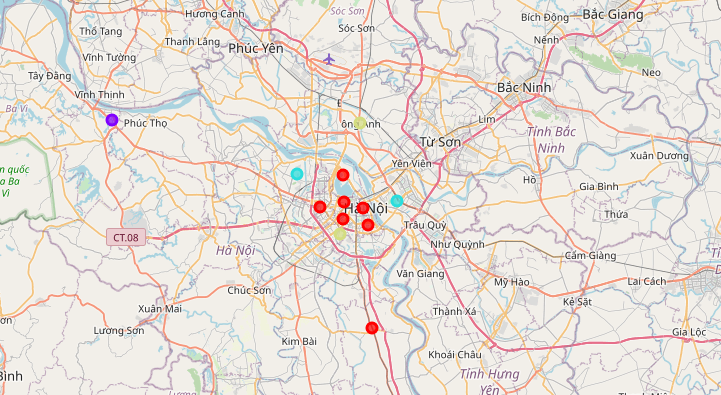 Hương Canh
Sóc Sơn
Bích Động
Bắc Giang
Thổ Tang
Sóc Sơn
Thanh Lãng
Phúc Yên
Nếnh
Vĩnh Tường
Tây Đằng
Neo
Vĩnh Thịnh
Bắc Ninh
Ba Vì
Phúc Thọ
Lim
Từ Sơn
Tỉnh Bắc
Ninh
Yên Viên
Xuân Dương
Ba
Vì
Hồ
Gia Bình
Hà Nội
Thứa
Trâu Quỳ
CT.08
Hà Nội
Như Quỳnh
Cẩm Giàng
Văn Giang
Lai Cách
Chúc Sơn
Mỹ Hào
Kẻ Sặt
Xuân Mai
Thanh Xá
Lương Sơn
Gia Lộc
Kim Bài
Khoái Châu
Tỉnh Hưng
Yên